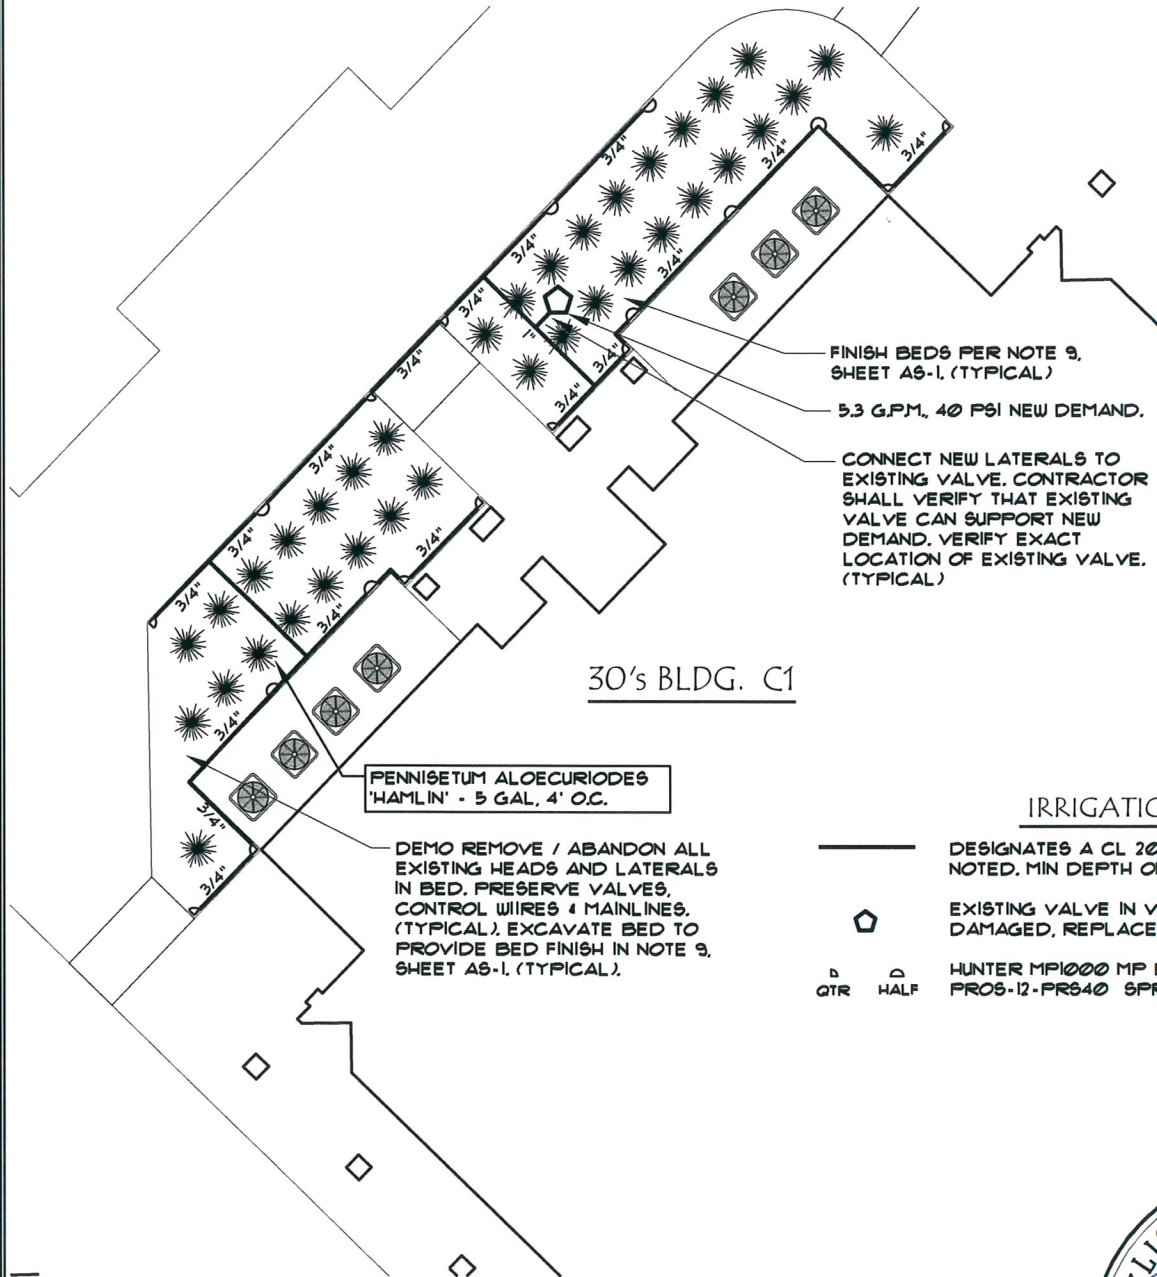 3/4"
3/4"
3/4"
3/4"
3/4"
3/4"
3/4"
3/4"
1"
3/4"
3/4"
3/4"
FINISH BEDS PER NOTE 9,
SHEET AS-1. (TYPICAL)
5.3 G.P.M., 40 PSI NEW DEMAND.
CONNECT NEW LATERALS TO
EXISTING VALVE. CONTRACTOR
SHALL VERIFY THAT EXISTING
VALVE CAN SUPPORT NEW
DEMAND. VERIFY EXACT
LOCATION OF EXISTING VALVE.
(TYPICAL)
3/4"
3/4"
3/4"
3/4"
3/4"
3/4"
3/4"
30's BLDG. C1
PENNISETUM ALOECURIODES
'HAMLIN' - 5 GAL, 4' O.C.
DEMO REMOVE / ABANDON ALL
EXISTING HEADS AND LATERALS
IN BED. PRESERVE VALVES,
CONTROL WIIRES & MAINLINES.
(TYPICAL). EXCAVATE BED TO
PROVIDE BED FINISH IN NOTE 9,
SHEET AS-1. (TYPICAL).
IRRIGATIO
DESIGNATES A CL 20
NOTED. MIN DEPTH O
EXISTING VALVE IN V
DAMAGED, REPLACE
QTR HALF
HUNTER MP1000 MP
PROS-12-PRS40 SPR